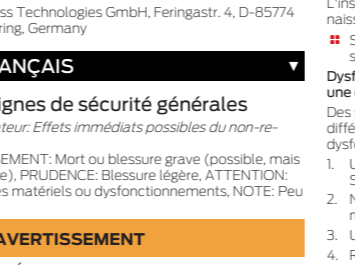 ss Technologies GmbH, Feringastr. 4, D-85774
ring, Germany
ANÇAIS
ignes de sécurité générales
teur: Effets immédiats possibles du non-re-
SEMENT: Mort ou blessure grave (possible, mais
e), PRUDENCE: Blessure légère, ATTENTION:
es matériels ou dysfonctionnements, NOTE: Peu
AVERTISSEMENT
L'ins
naiss
S
s
Dysf
une
Des
diffé
dysf
1. U
S
2. N
m
3. U
4. R